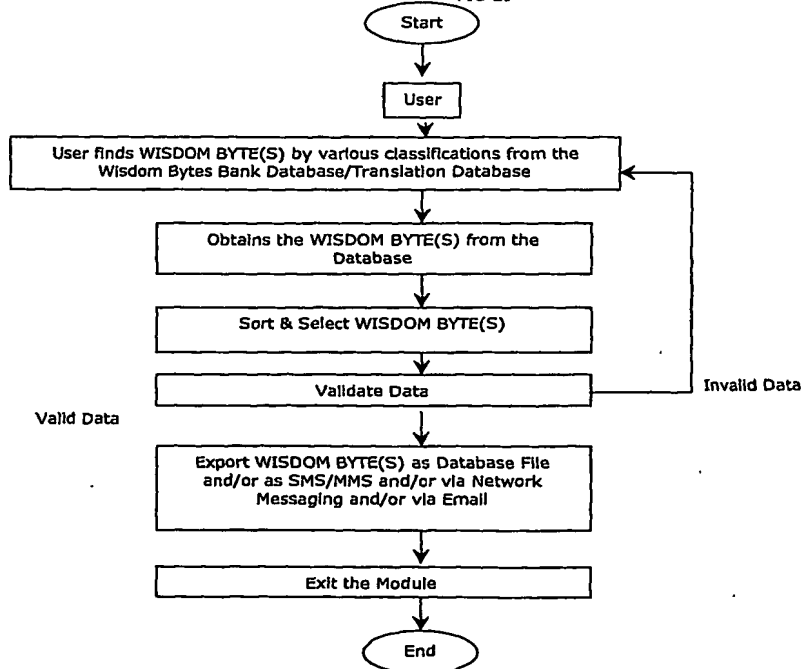 Start
User
User finds WISDOM BYTE(S) by various classifications from the
Wisdom Bytes Bank Database/Translation Database
Obtains the WISDOM BYTE(S) from the
Database
Sort & Select WISDOM BYTE(S)
Validate Data
Invalid Data
Valid Data
Export WISDOM BYTE(S) as Database File
and/or as SMS/MMS and/or via Network
Messaging and/or via Email
Exit the Module
End